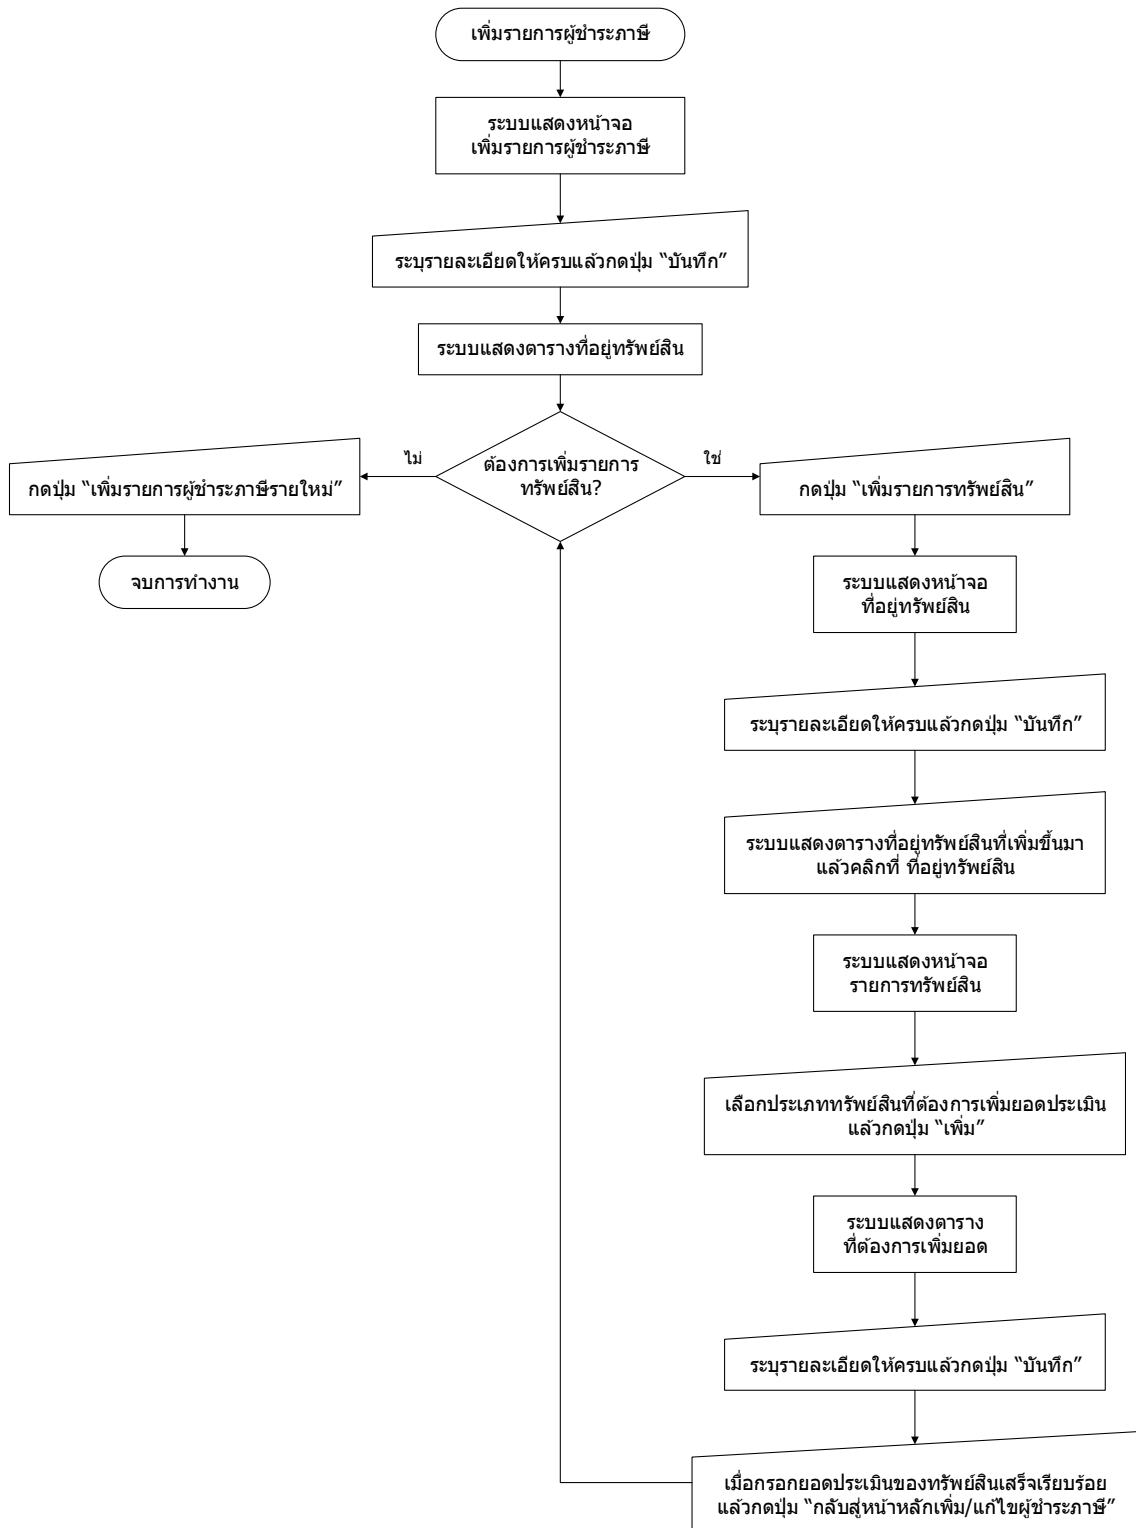 เพิ่มรายการผู้ชำระภาษี
ระบบแสดงหน้าจอ
เพิ่มรายการผู้ชำระภาษี
ระบุรายละเอียดให้ครบแล้วกดปุ่ม “บันทึก”
ระบบแสดงตารางที่อยู่ทรัพย์สิน
ต้องการเพิ่มรายการ
ทรัพย์สิน?
ไม่
กดปุ่ม “เพิ่มรายการผู้ชำระภาษีรายใหม่”
จบการทำงาน
ใช่
กดปุ่ม “เพิ่มรายการทรัพย์สิน”
ระบบแสดงหน้าจอ
ที่อยู่ทรัพย์สิน
ระบุรายละเอียดให้ครบแล้วกดปุ่ม “บันทึก”
ระบบแสดงตารางที่อยู่ทรัพย์สินที่เพิ่มขึ้นมา
แล้วคลิกที่ ที่อยู่ทรัพย์สิน
ระบบแสดงหน้าจอ
รายการทรัพย์สิน
เลือกประเภททรัพย์สินที่ต้องการเพิ่มยอดประเมิน
แล้วกดปุ่ม “เพิ่ม”
ระบบแสดงตาราง
ที่ต้องการเพิ่มยอด
ระบุรายละเอียดให้ครบแล้วกดปุ่ม “บันทึก”
เมื่อกรอกยอดประเมินของทรัพย์สินเสร็จเรียบร้อย
แล้วกดปุ่ม “กลับสู่หน้าหลักเพิ่ม/แก้ไขผู้ชำระภาษี”